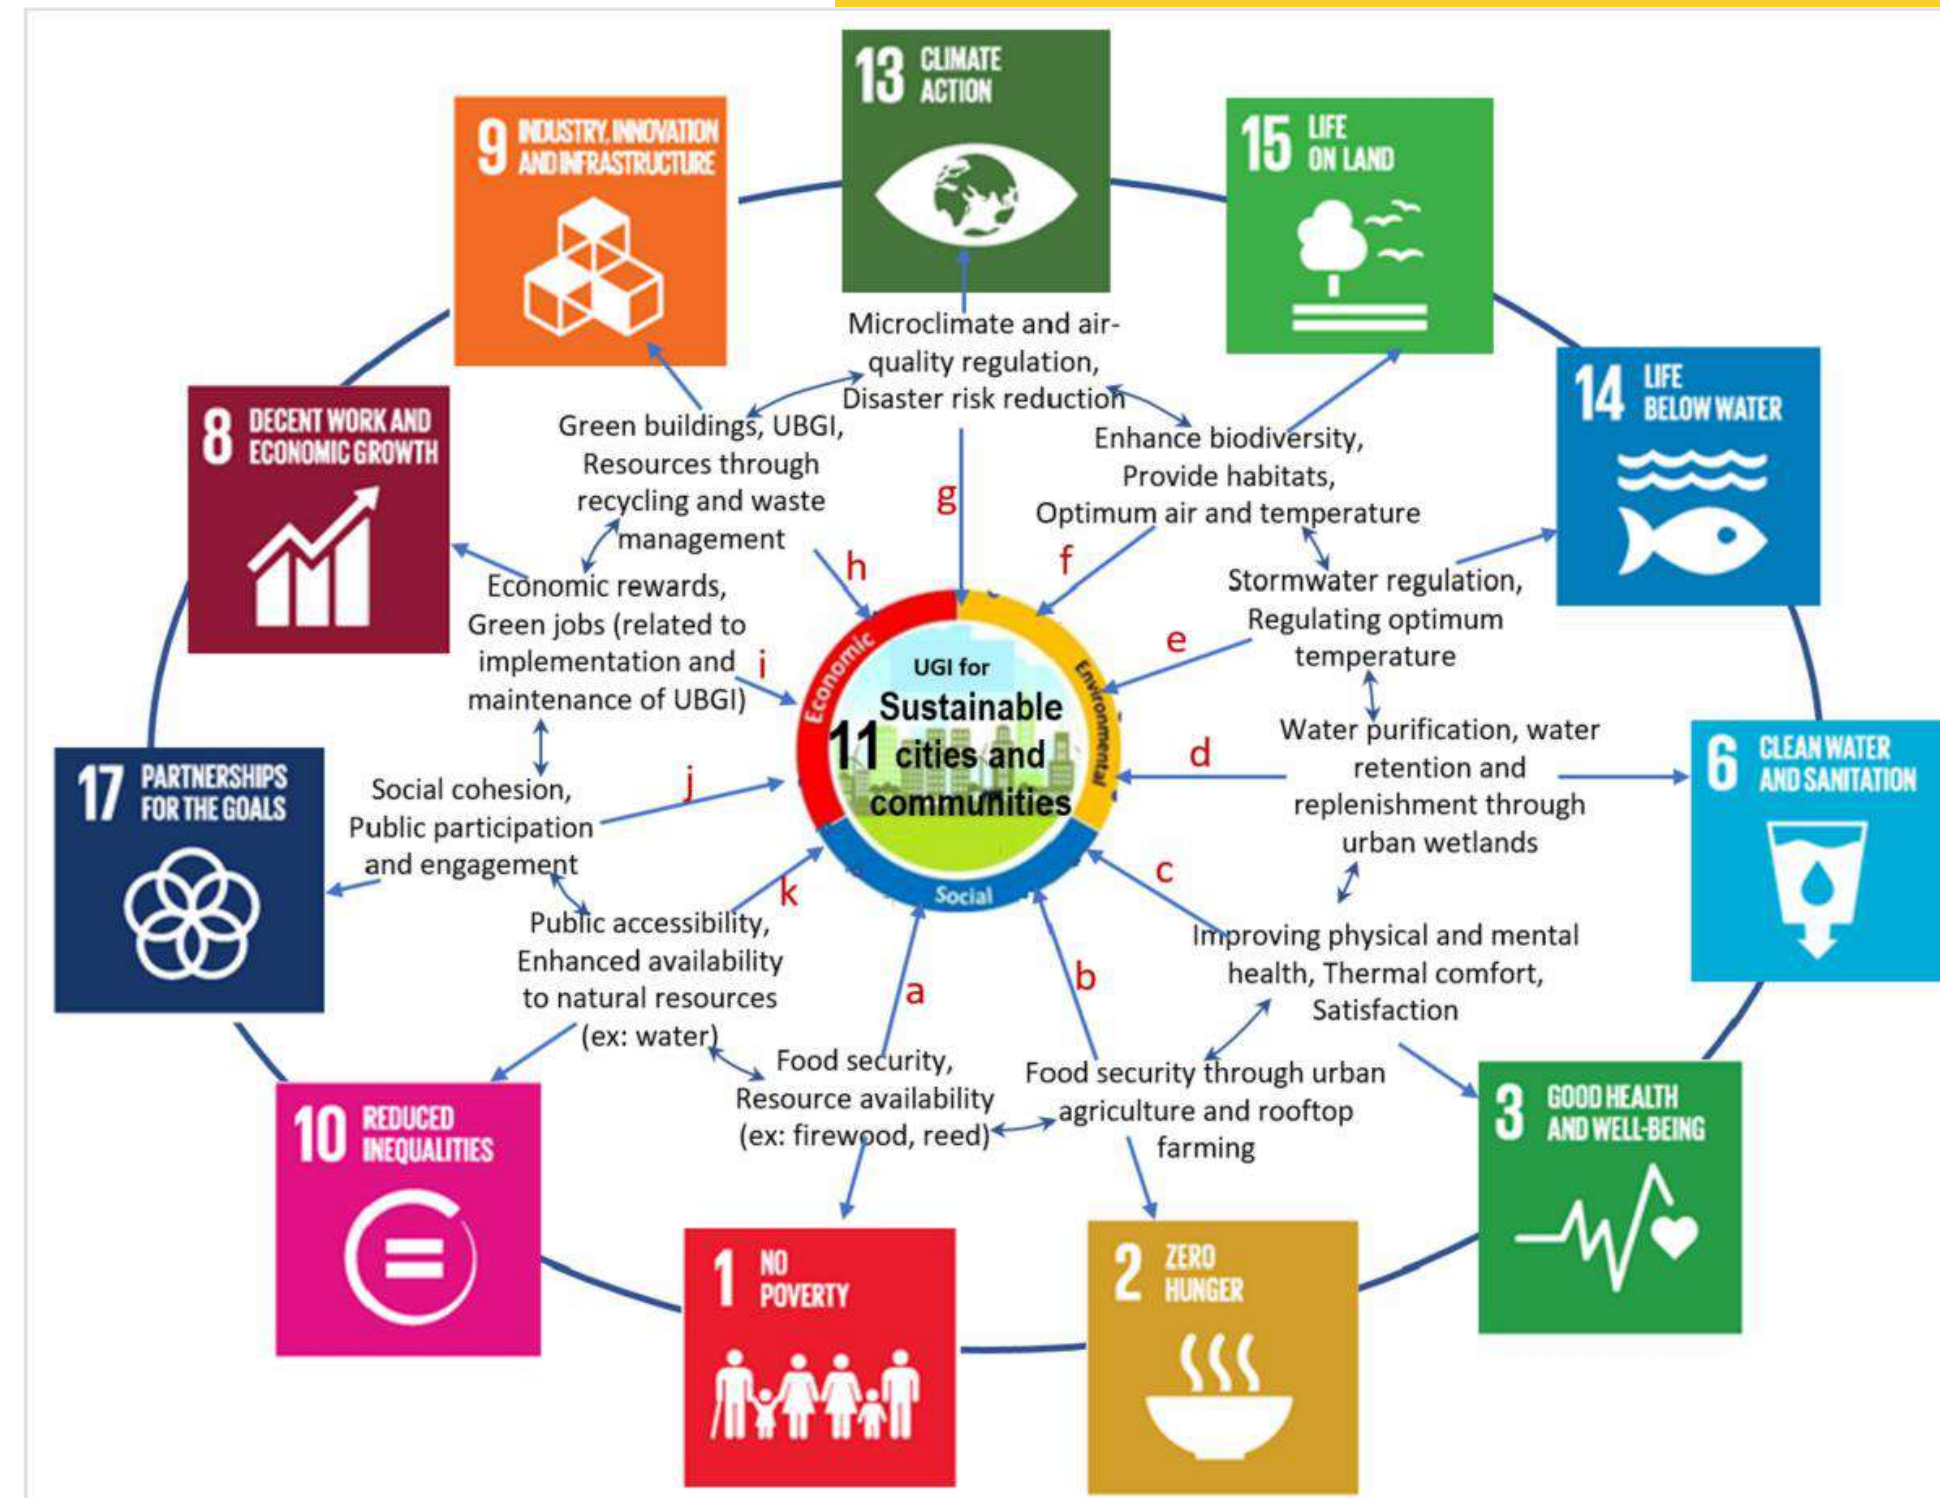 13 CLIMATE
ACTION
9 INDUSTRY, INNOVATION
AND INFRASTRUCTURE
15 LIFE
ON LAND
14 LIFE
BELOW WATER
8 DECENT WORK AND
ECONOMIC GROWTH
6 CLEAN WATER
AND SANITATION
17 PARTNERSHIPS
FOR THE GOALS
3 GOOD HEALTH
AND WELL-BEING
10 REDUCED
INEQUALITIES
1 NO
POVERTY
2 ZERO
HUNGER
Microclimate and air-
quality regulation,
Disaster risk reduction
Green buildings, UBGI,
Resources through
recycling and waste
management
Enhance biodiversity,
Provide habitats,
Optimum air and temperature
Economic rewards,
Green jobs (related to
implementation and
maintenance of UBGI)
Stormwater regulation,
Regulating optimum
temperature
Water purification, water
retention and
replenishment through
urban wetlands
Social cohesion,
Public participation
and engagement
Public accessibility,
Enhanced availability
to natural resources
(ex: water)
Improving physical and mental
health, Thermal comfort,
Satisfaction
Food security,
Resource availability
(ex: firewood, reed)
Food security through urban
agriculture and rooftop
farming
g
h
f
e
i
d
j
c
k
a
b
Economic
Environmental
Social
UGI for
Sustainable
11 cities and
communities